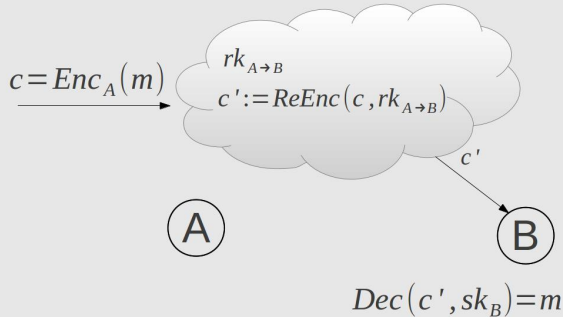 rk_{A→B}
c=Enc_A(m)
c':=ReEnc(c,rk_{A→B})
c'
A
B
Dec(c',sk_B)=m